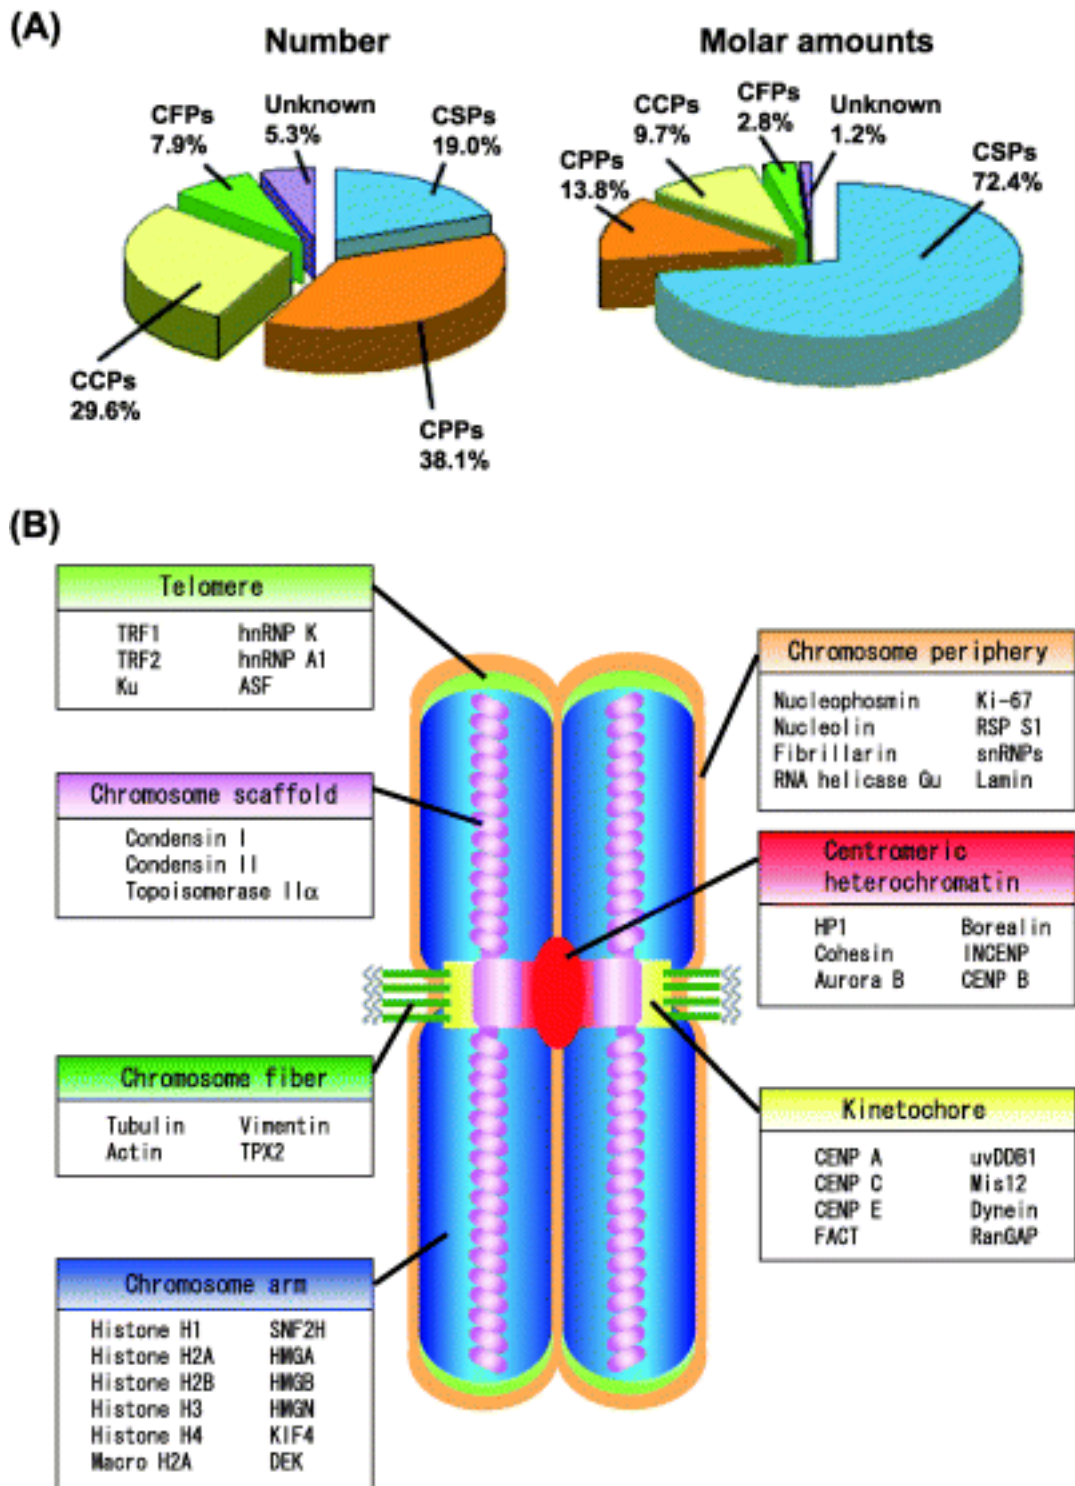 (A)
Number
Molar amounts
CFPs
7.9%
Unknown
5.3%
CSPs
19.0%
CCPs
29.6%
CPPs
38.1%
CPPs
13.8%
CCPs
9.7%
CFPs
2.8%
Unknown
1.2%
CSPs
72.4%
(B)
Telomere
TRF1 hnRNP K
TRF2 hnRNP A1
Ku ASF
Chromosome scaffold
Condensin I
Condensin II
Topoisomerase IIα
Chromosome fiber
Tubulin Vimentin
Actin TPX2
Chromosome arm
Histone H1 SNF2H
Histone H2A HMGA
Histone H2B HMGB
Histone H3 HMGN
Histone H4 KIF4
Macro H2A DEK
Chromosome periphery
Nucleophosmin Ki-67
Nucleolin RSP S1
Fibrillarin snRNPs
RNA helicase Gu Lamin
Centromeric
heterochromatin
HP1 Borealin
Cohesin INCENP
Aurora B CENP B
Kinetochore
CENP A uvDDB1
CENP C Mis12
CENP E Dynein
FACT RanGAP